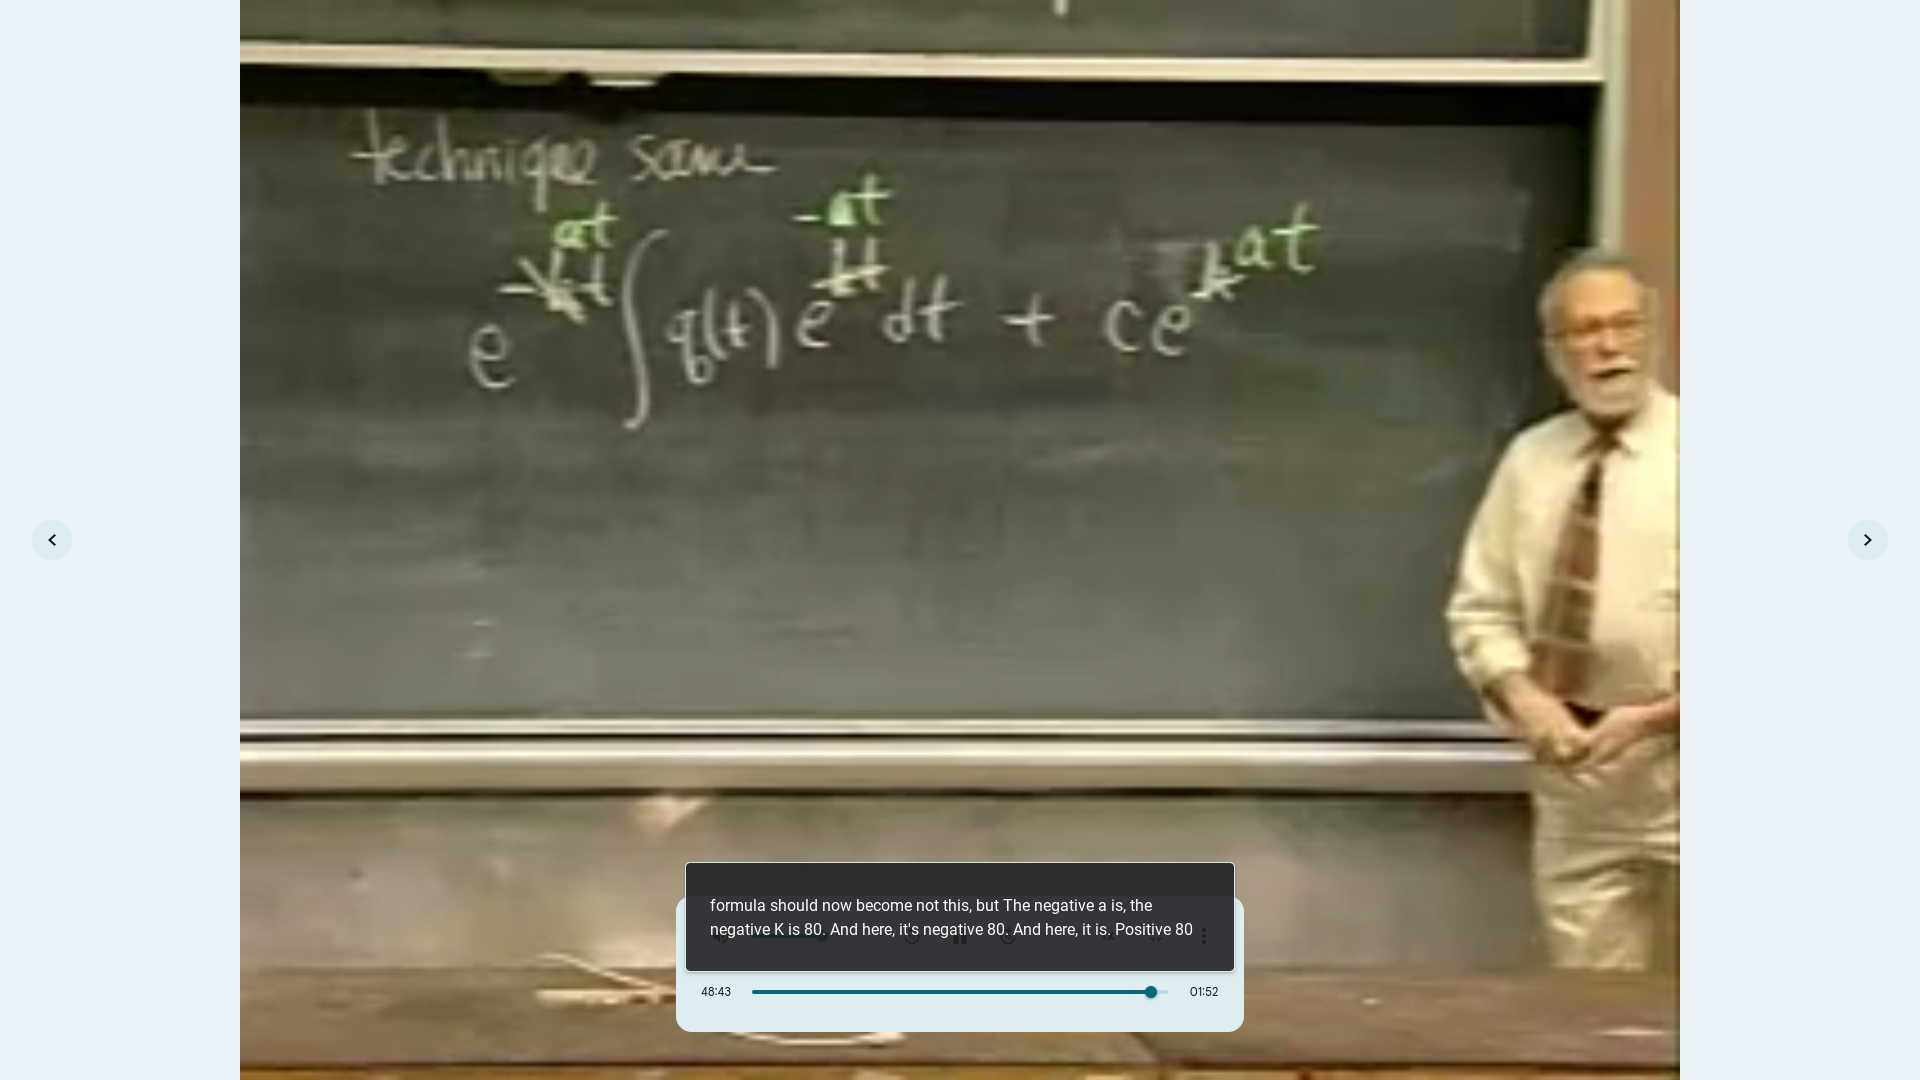 technique same
at -at
e -kt ∫ q(t) e kt dt + ce k at
formula should now become not this, but The negative a is, the
negative K is 80. And here, it's negative 80. And here, it is. Positive 80
48:43
01:52